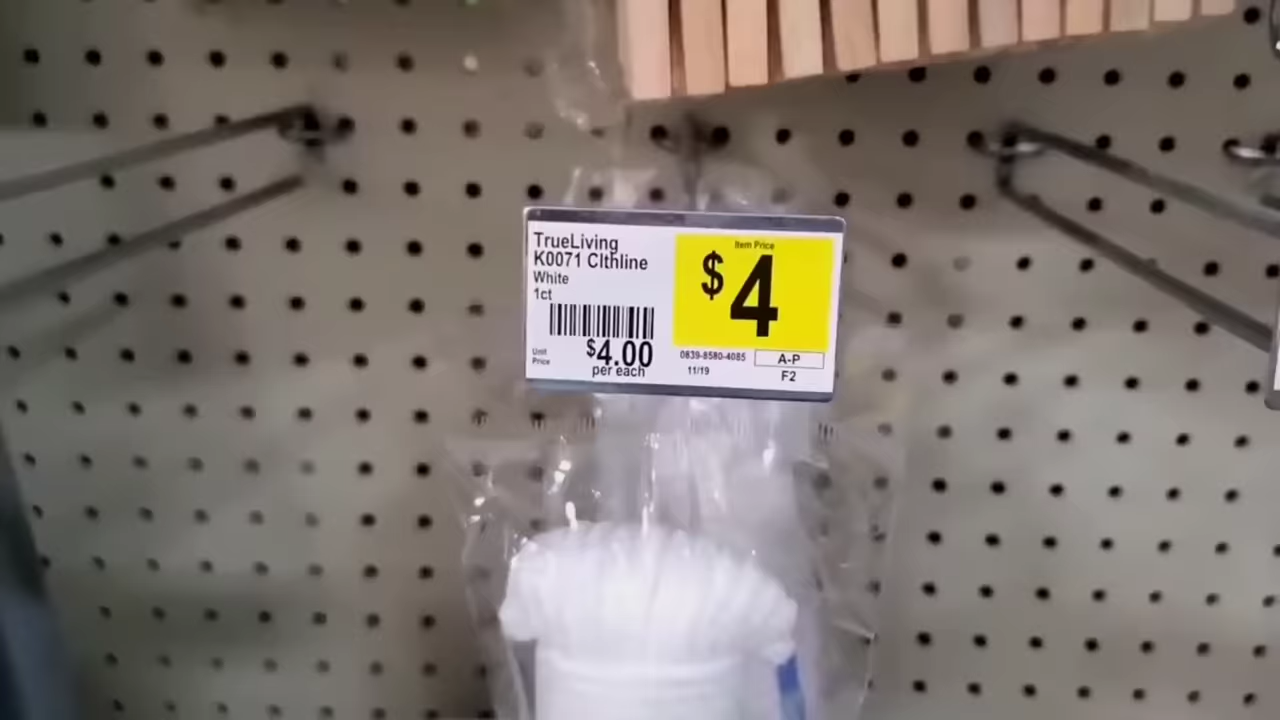 TrueLiving
K0071 Clthline
White
1ct
Unit
Price
$4.00
per each
Item Price
$4
0839-8580-4085
11/19
A-P
F2